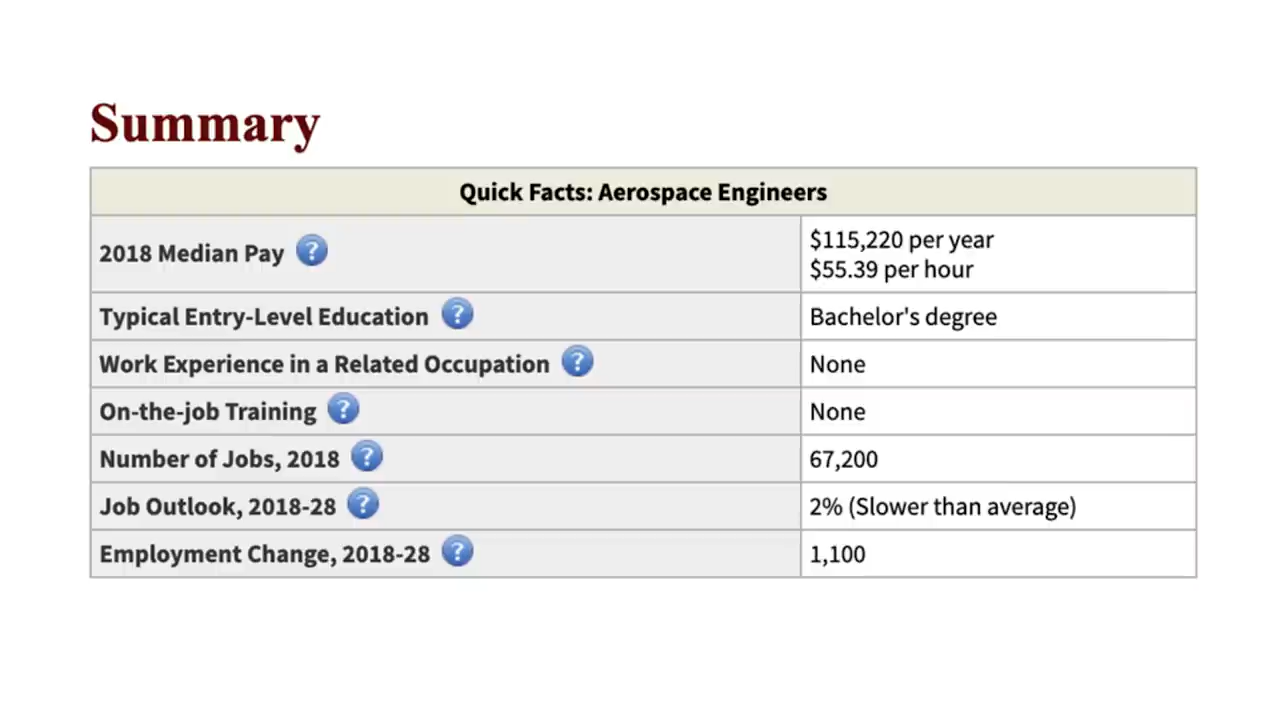 Summary
Quick Facts: Aerospace Engineers
2018 Median Pay ?
$115,220 per year
$55.39 per hour
Typical Entry-Level Education ?
Bachelor's degree
Work Experience in a Related Occupation ?
None
On-the-job Training ?
None
Number of Jobs, 2018 ?
67,200
Job Outlook, 2018-28 ?
2% (Slower than average)
Employment Change, 2018-28 ?
1,100